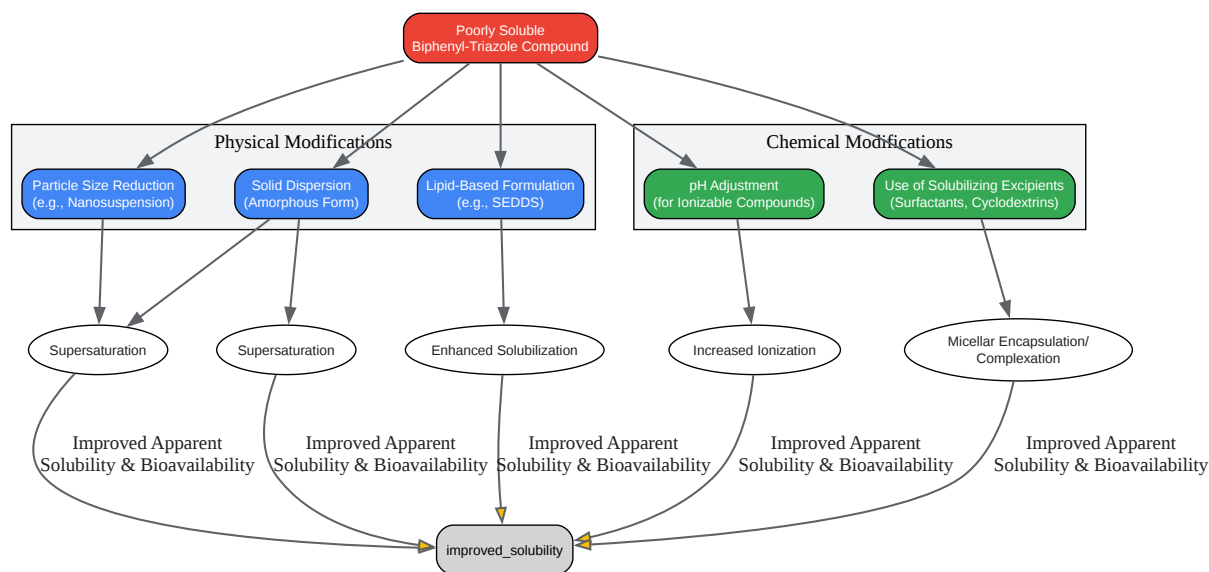 Poorly Soluble
Biphenyl-Triazole Compound
Physical Modifications
Chemical Modifications
Particle Size Reduction
(e.g., Nanosuspension)
Solid Dispersion
(Amorphous Form)
Lipid-Based Formulation
(e.g., SEDDS)
pH Adjustment
(for Ionizable Compounds)
Use of Solubilizing Excipients
(Surfactants, Cyclodextrins)
Supersaturation
Supersaturation
Enhanced Solubilization
Increased Ionization
Micellar Encapsulation/
Complexation
Improved Apparent
Solubility & Bioavailability
Improved Apparent
Solubility & Bioavailability
Improved Apparent
Solubility & Bioavailability
Improved Apparent
Solubility & Bioavailability
Improved Apparent
Solubility & Bioavailability
improved_solubility